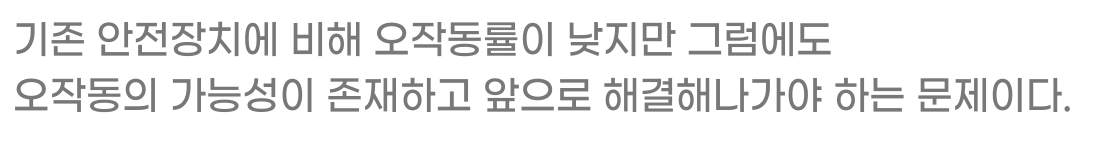 기존 안전장치에 비해 오작동률이 낮지만 그럼에도
오작동의 가능성이 존재하고 앞으로 해결해나가야 하는 문제이다.